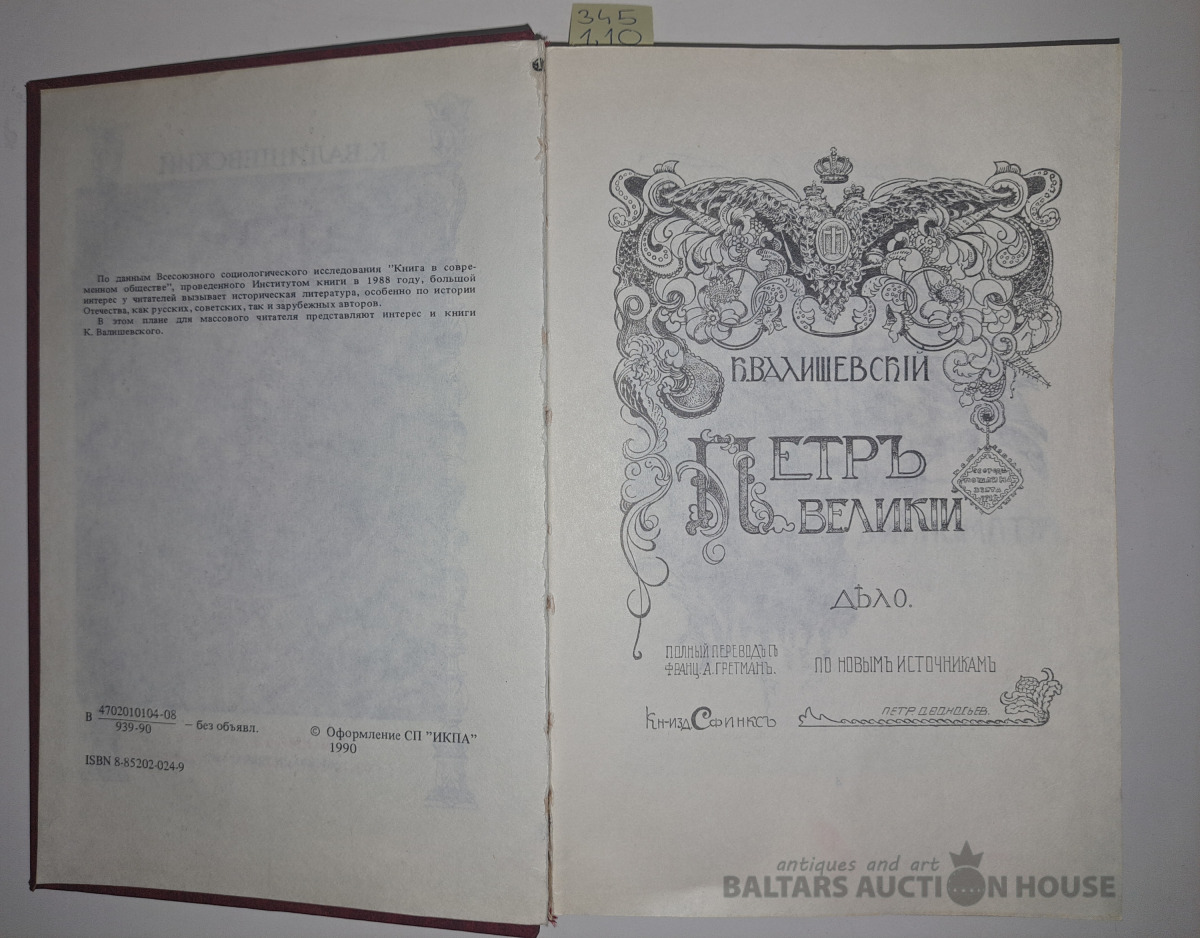 345
1,10
По данным Всесоюзного социологического исследования "Книга в совре-
менном обществе", проведенного Институтом книги в 1988 году, большой
интерес у читателей вызывает историческая литература, особенно по истории
Отечества, как русских, советских, так и зарубежных авторов.
В этом плане для массового читателя представляют интерес и книги
К. Валишевского.
В 4702010104-08
939-90
– без объявл.
© Оформление СП "ИКПА"
1990
ISBN 8-85202-024-9
К.ВАЛИШЕВСКІЙ
ПЕТРЪ
ВЕЛИКІЙ
ДѢЛО.
ПОЛНЫЙ ПЕРЕВОДЪ СЪ
ФРАНЦ. А. ГРЕТМАНЪ.
ПО НОВЫМЪ ИСТОЧНИКАМЪ
КН-ИЗД СФИНКСЪ
antiques and art
BALTARS AUCTION HOUSE